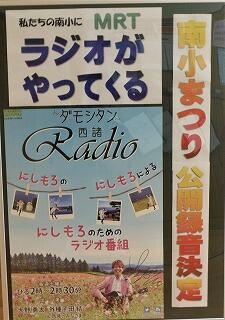 私たちの南小に MRT
ラジオが
やってくる
南小まつり 公開録音決定
ダモシタン
西諸
Radio
にしもろの
にしもろによる
にしもろのための
ラジオ番組